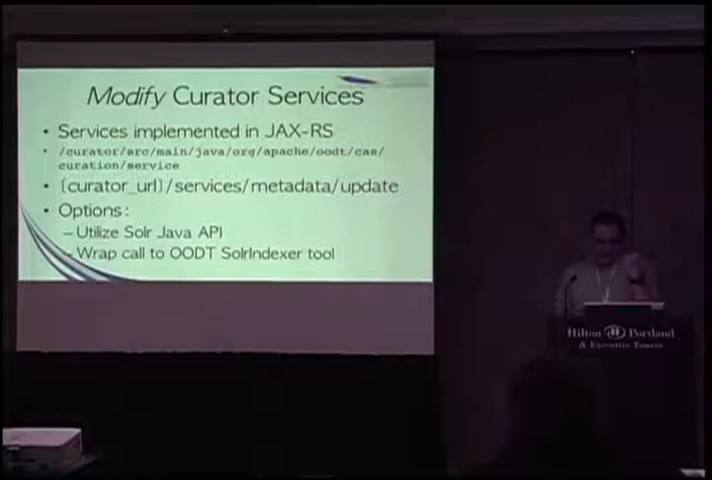 Modify Curator Services
• Services implemented in JAX-RS
• /curator/src/main/java/org/apache/oodt/cas/
curation/service
• [curator_url]/services/metadata/update
• Options:
– Utilize Solr Java API
– Wrap call to OODT SolrIndexer tool
Hilton Portland
& Executive Tower